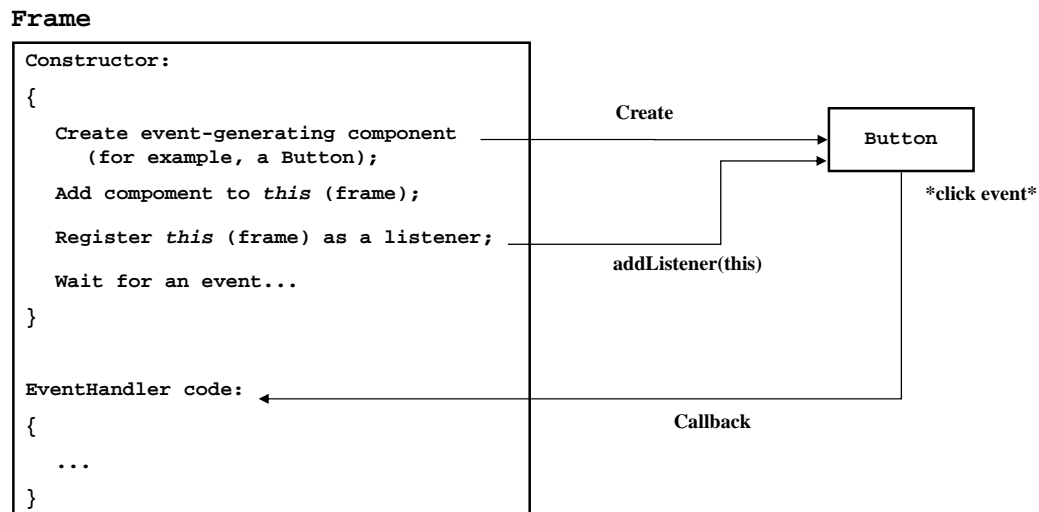 Frame
Constructor:
{
Create event-generating component
(for example, a Button);
Add compoment to this (frame);
Register this (frame) as a listener;
Wait for an event...
}
EventHandler code:
{
...
}
Create
Button
*click event*
addListener(this)
Callback